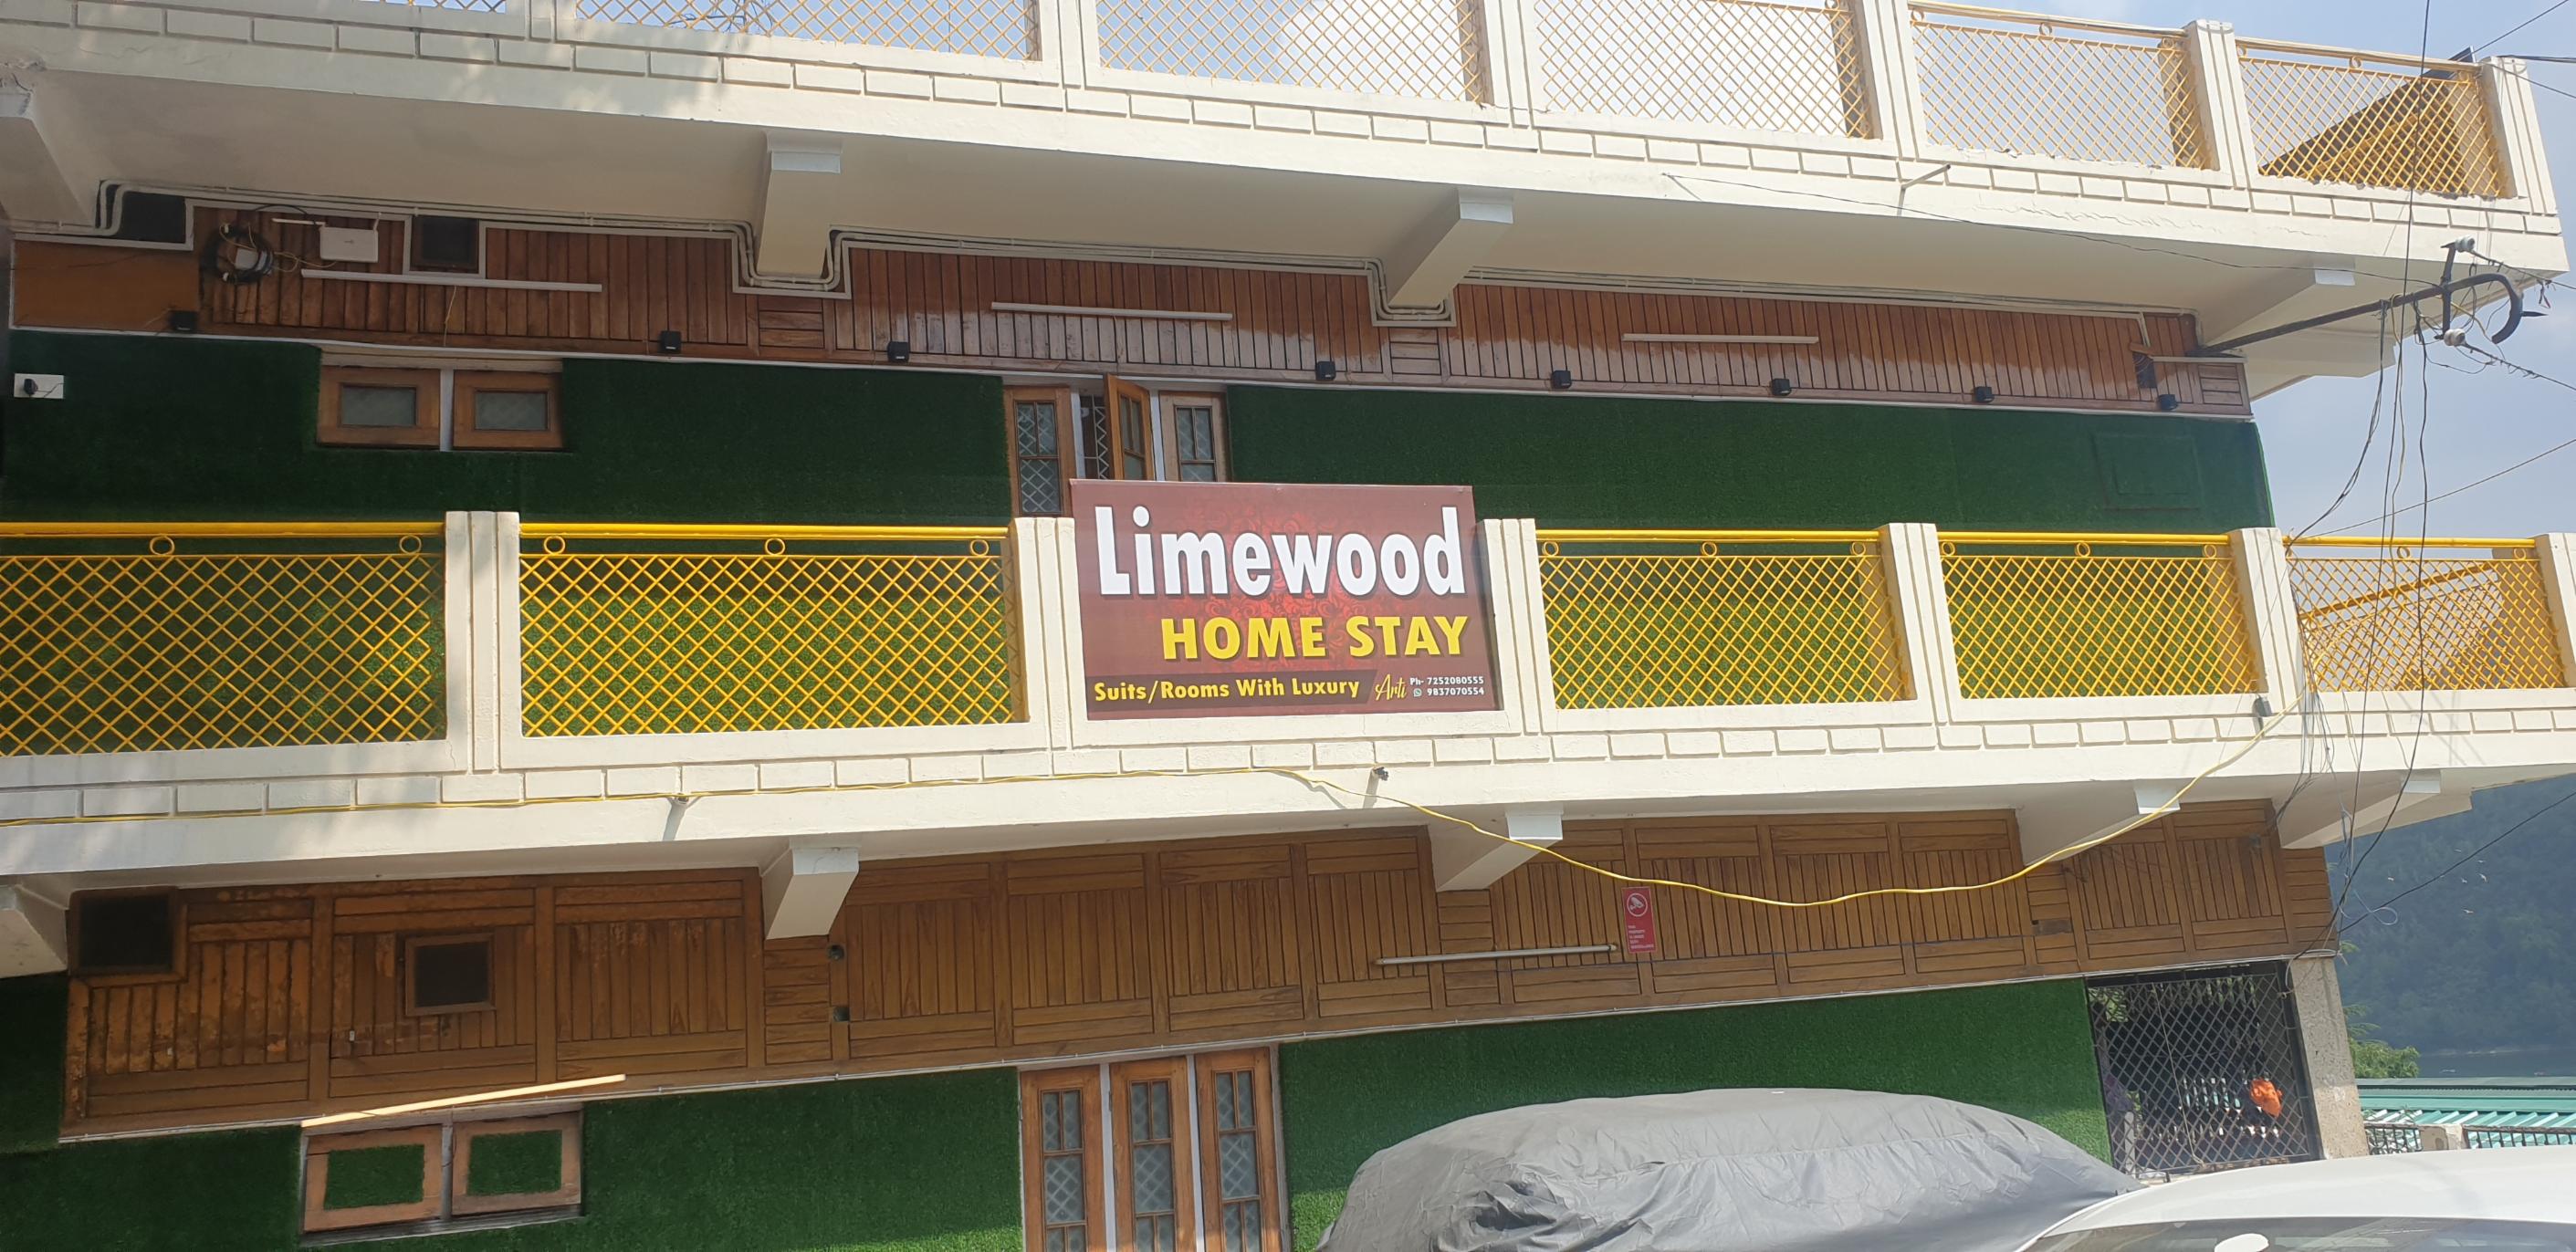 Limewood
HOME STAY
Suits/Rooms With Luxury
Arti
Ph- 7252080555
9837070554